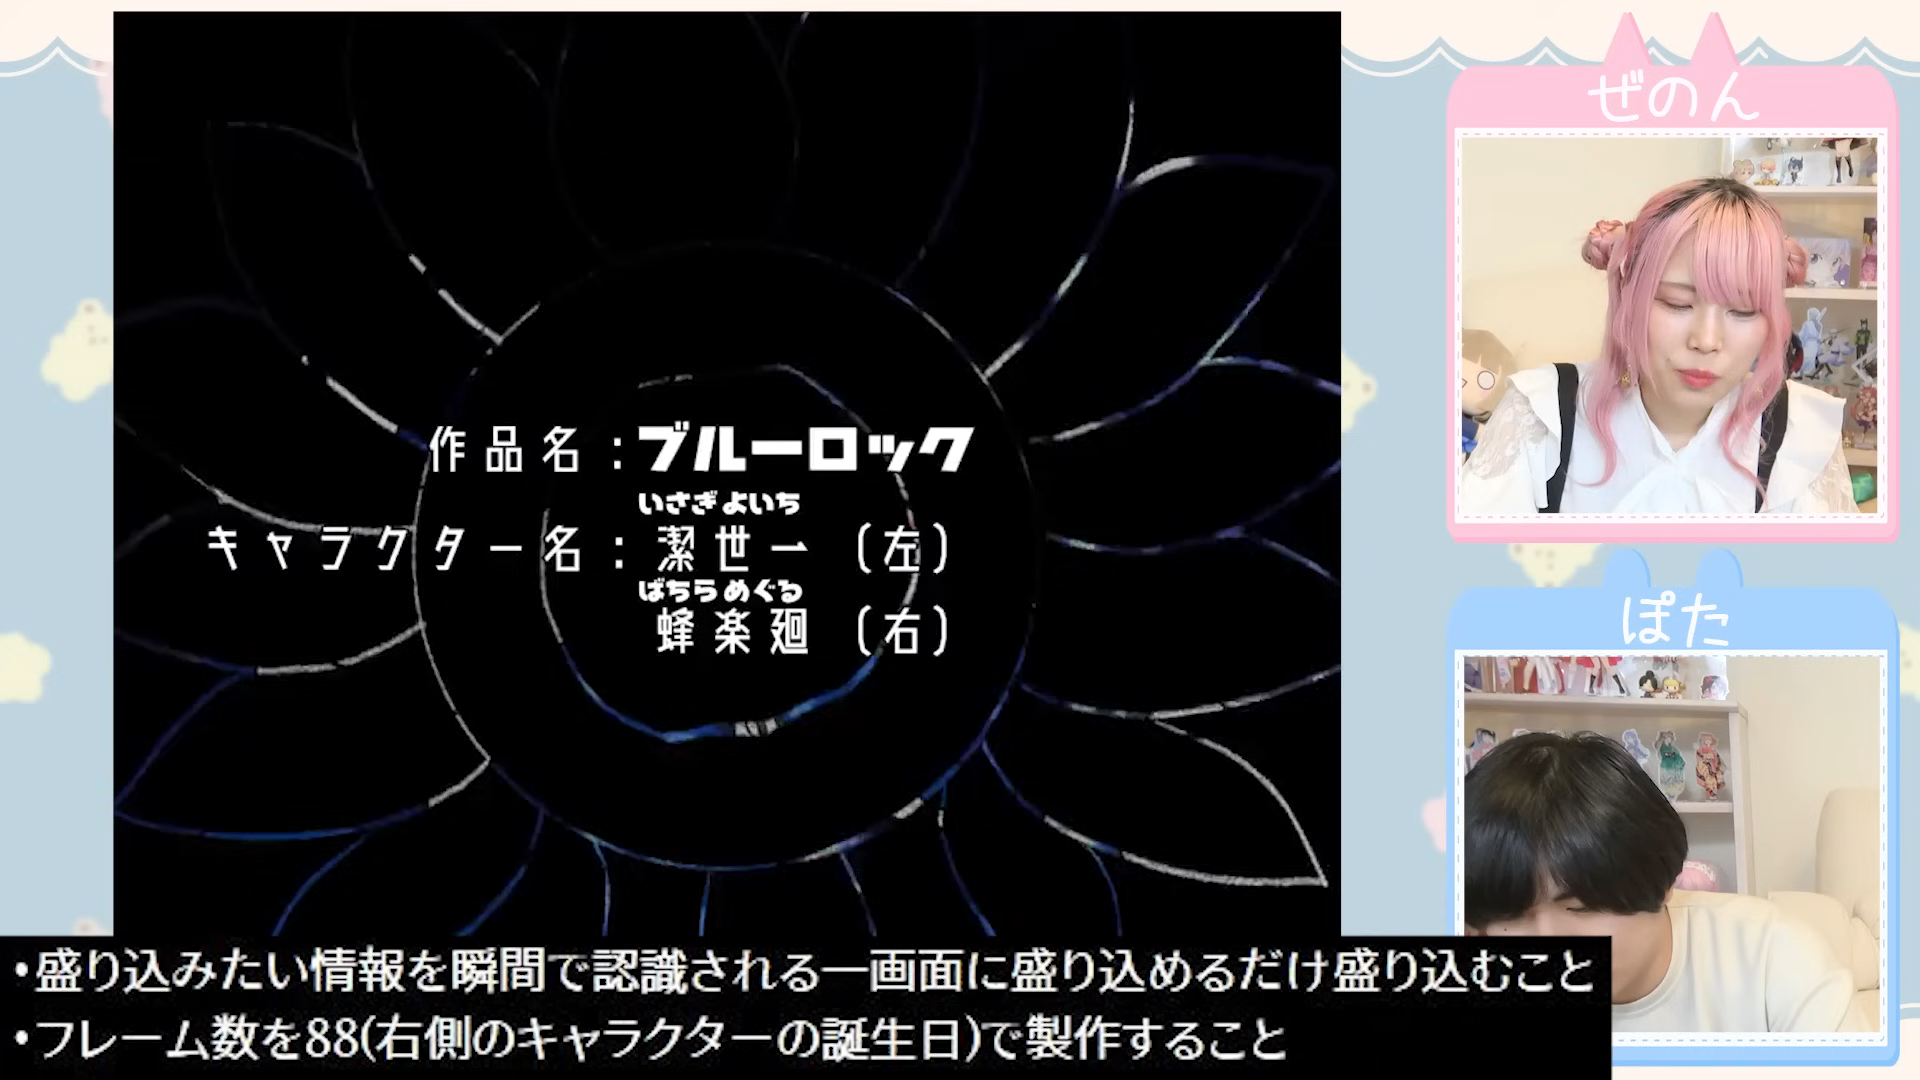 作品名：ブルーロック
いさぎよいち
キャラクター名：潔世一（左）
ばちらめぐる
蜂楽廻（右）
ぜのん
ぽた
・盛り込みたい情報を瞬間で認識される一画面に盛り込めるだけ盛り込むこと
・フレーム数を88(右側のキャラクターの誕生日)で製作すること